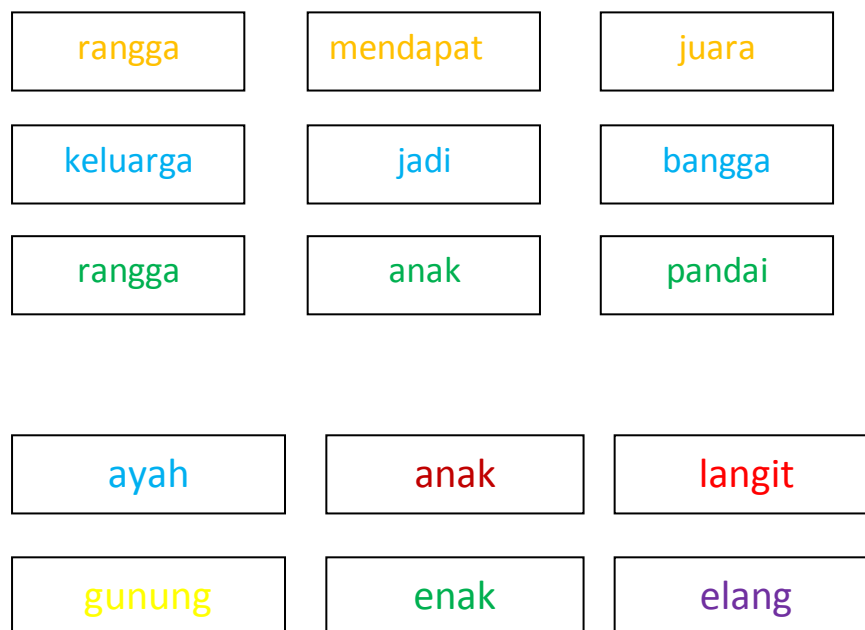 rangga mendapat juara
keluarga jadi bangga
rangga anak pandai
ayah anak langit
gunung enak elang